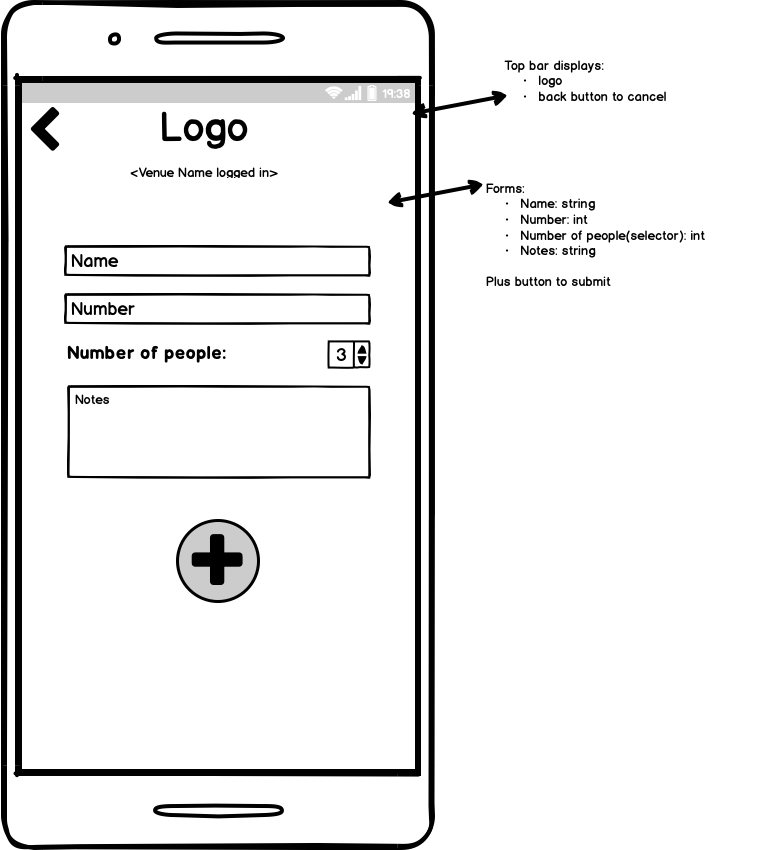 19:38
Logo
<Venue Name logged in>
Name
Number
Number of people:
3
Notes
Top bar displays:
· logo
· back button to cancel
Forms:
· Name: string
· Number: int
· Number of people(selector): int
· Notes: string
Plus button to submit